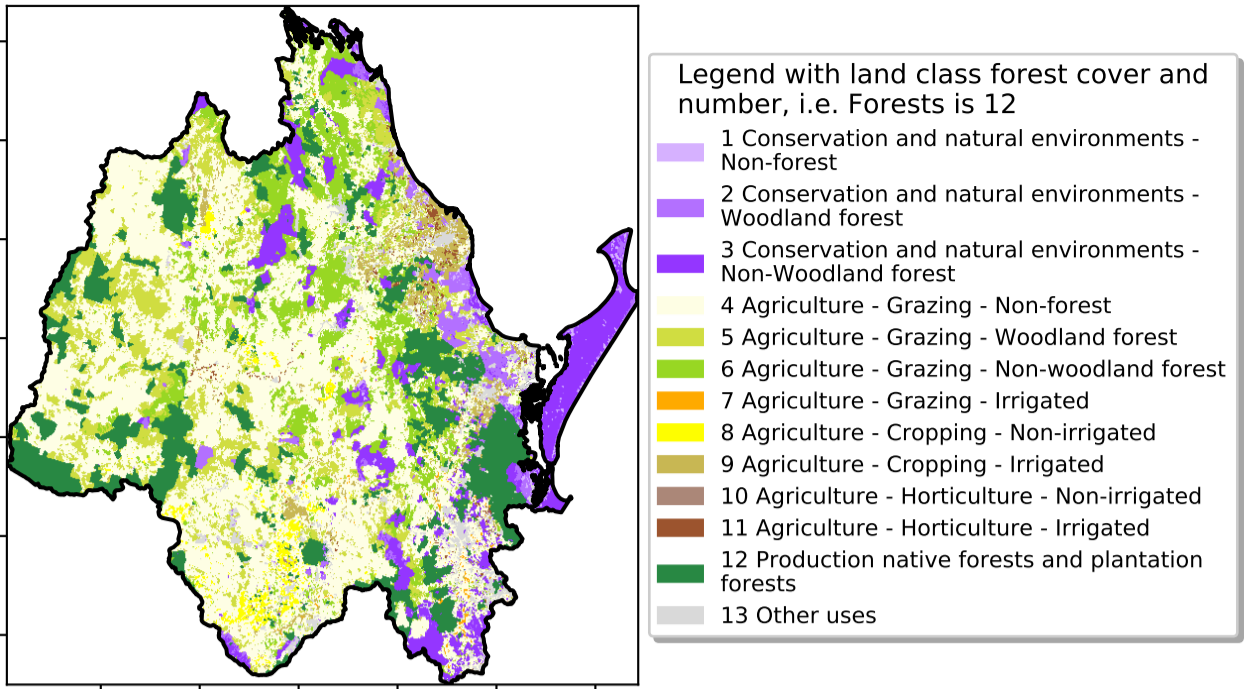 Legend with land class forest cover and
number, i.e. Forests is 12
1 Conservation and natural environments -
Non-forest
2 Conservation and natural environments -
Woodland forest
3 Conservation and natural environments -
Non-Woodland forest
4 Agriculture - Grazing - Non-forest
5 Agriculture - Grazing - Woodland forest
6 Agriculture - Grazing - Non-woodland forest
7 Agriculture - Grazing - Irrigated
8 Agriculture - Cropping - Non-irrigated
9 Agriculture - Cropping - Irrigated
10 Agriculture - Horticulture - Non-irrigated
11 Agriculture - Horticulture - Irrigated
12 Production native forests and plantation
forests
13 Other uses